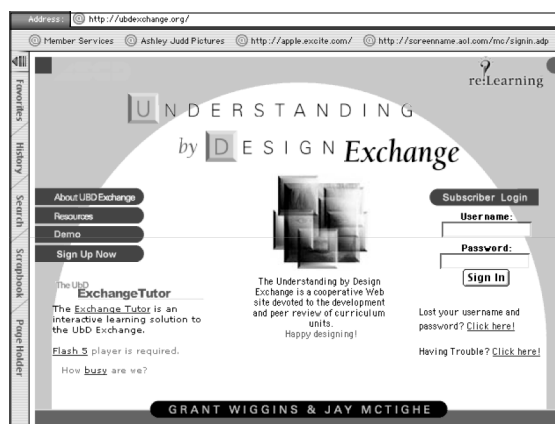 Address: @ http://ubdexchange.org/
@ Member Services @ Ashley Judd Pictures @ http://apple.excite.com/ @ http://screenname.aol.com/mc/signin.adp
Favorites
History
Search
Scrapbook
Page Holder
re:Learning
UNDERSTANDING
by DESIGN Exchange
About UBD Exchange
Resources
Demo
Sign Up Now
The UbD
ExchangeTutor
The Exchange Tutor is an
interactive learning solution to
the UbD Exchange.
Flash 5 player is required.
How busy are we?
The Understanding by Design
Exchange is a cooperative Web
site devoted to the development
and peer review of curriculum
units.
Happy designing!
Subscriber Login
Username:
Password:
Sign In
Lost your username and
password? Click here!
Having Trouble? Click here!
GRANT WIGGINS & JAY MCTIGHE